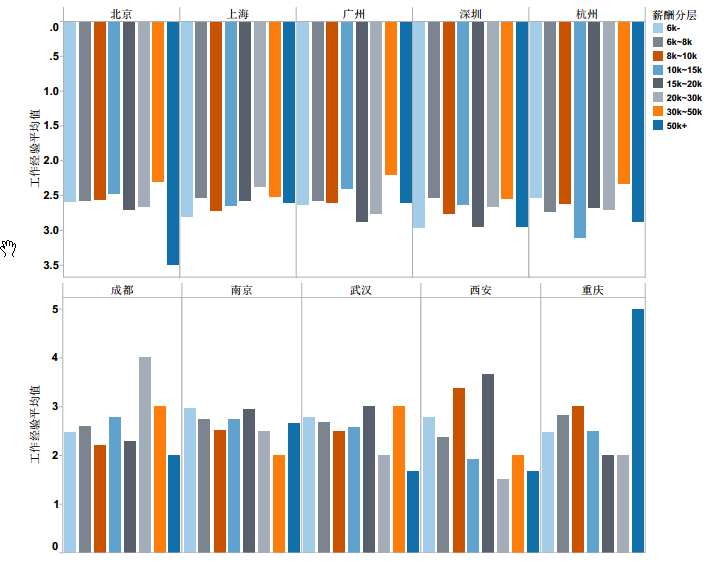 北京 上海 广州 深圳 杭州
薪酬分层
6k-
6k~8k
8k~10k
10k~15k
15k~20k
20k~30k
30k~50k
50k+
工作经验平均值
.0
.5
1.0
1.5
2.0
2.5
3.0
3.5
成都 南京 武汉 西安 重庆
工作经验平均值
5
4
3
2
1
0